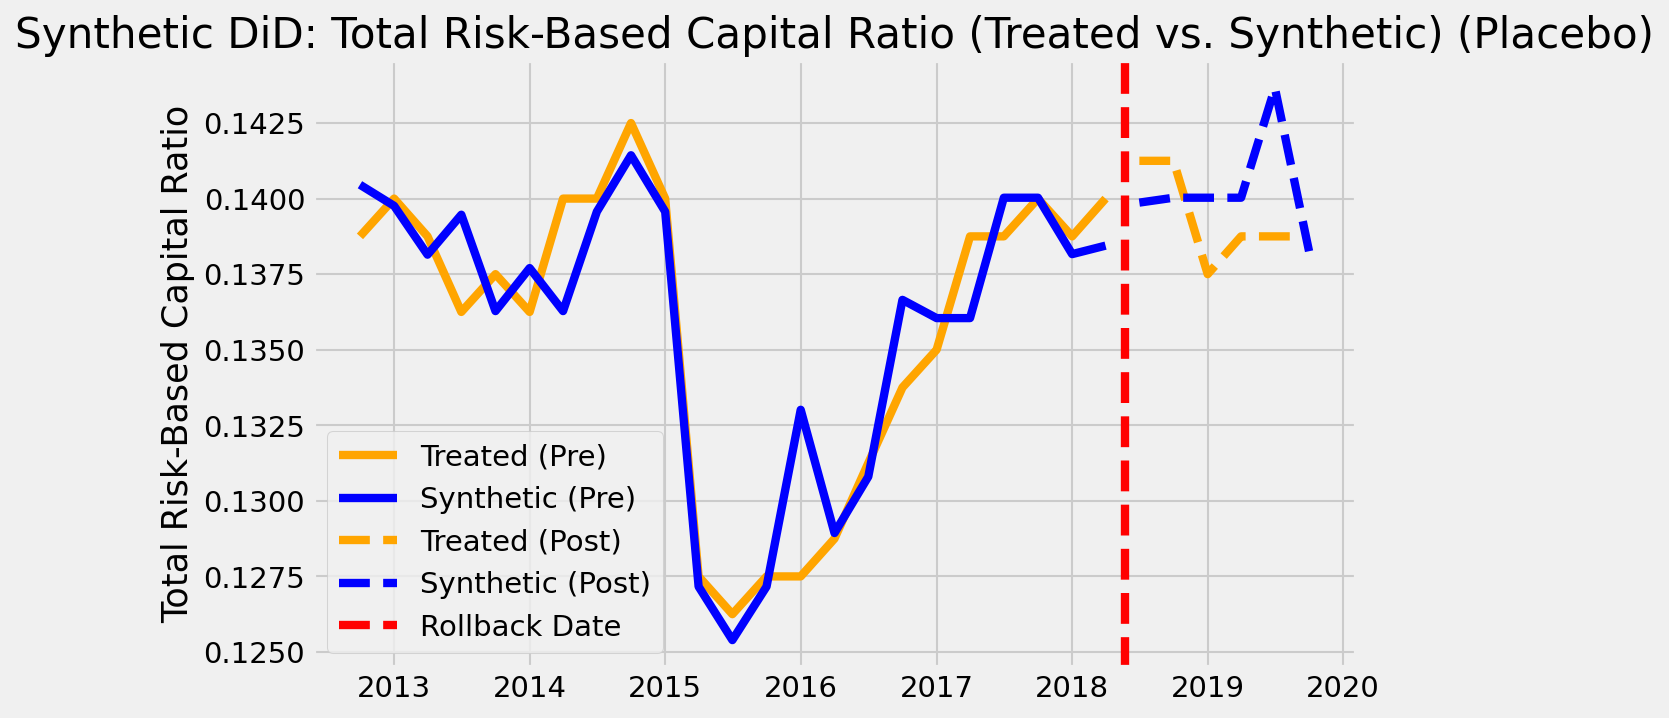 Synthetic DiD: Total Risk-Based Capital Ratio (Treated vs. Synthetic) (Placebo)
Total Risk-Based Capital Ratio
0.1425
0.1400
0.1375
0.1350
0.1325
0.1300
0.1275
0.1250
Treated (Pre)
Synthetic (Pre)
Treated (Post)
Synthetic (Post)
Rollback Date
2013 2014 2015 2016 2017 2018 2019 2020